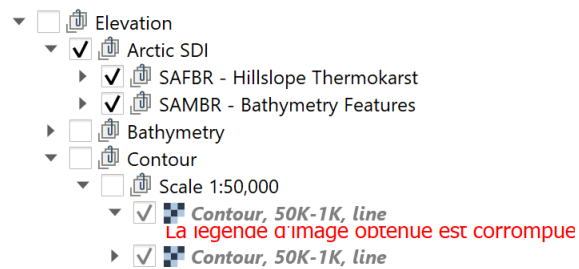 Elevation
Arctic SDI
SAFBR - Hillslope Thermokarst
SAMBR - Bathymetry Features
Bathymetry
Contour
Scale 1:50,000
Contour, 50K-1K, line
La légende d'image obtenue est corrompue
Contour, 50K-1K, line